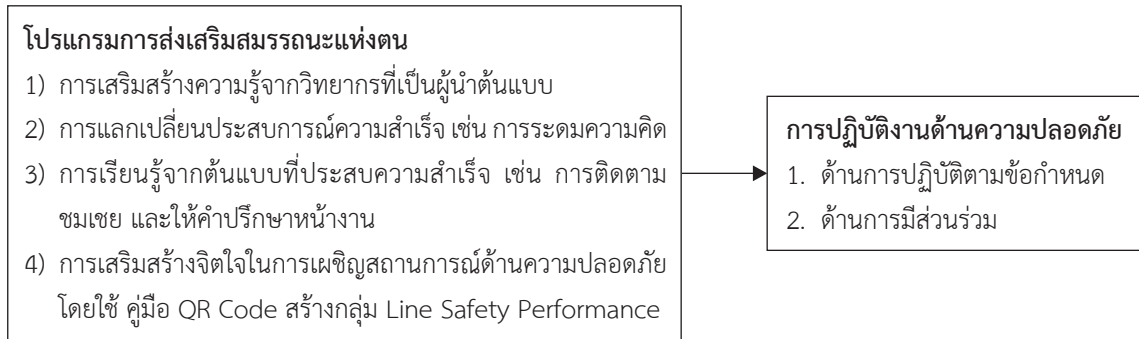 โปรแกรมการส่งเสริมสมรรถนะแห่งตน
1) การเสริมสร้างความรู้จากวิทยากรที่เป็นผู้นำต้นแบบ
2) การแลกเปลี่ยนประสบการณ์ความสำเร็จ เช่น การระดมความคิด
3) การเรียนรู้จากต้นแบบที่ประสบความสำเร็จ เช่น การติดตาม
ชมเชย และให้คำปรึกษาหน้างาน
4) การเสริมสร้างจิตใจในการเผชิญสถานการณ์ด้านความปลอดภัย
โดยใช้ คู่มือ QR Code สร้างกลุ่ม Line Safety Performance
การปฏิบัติงานด้านความปลอดภัย
1. ด้านการปฏิบัติตามข้อกำหนด
2. ด้านการมีส่วนร่วม